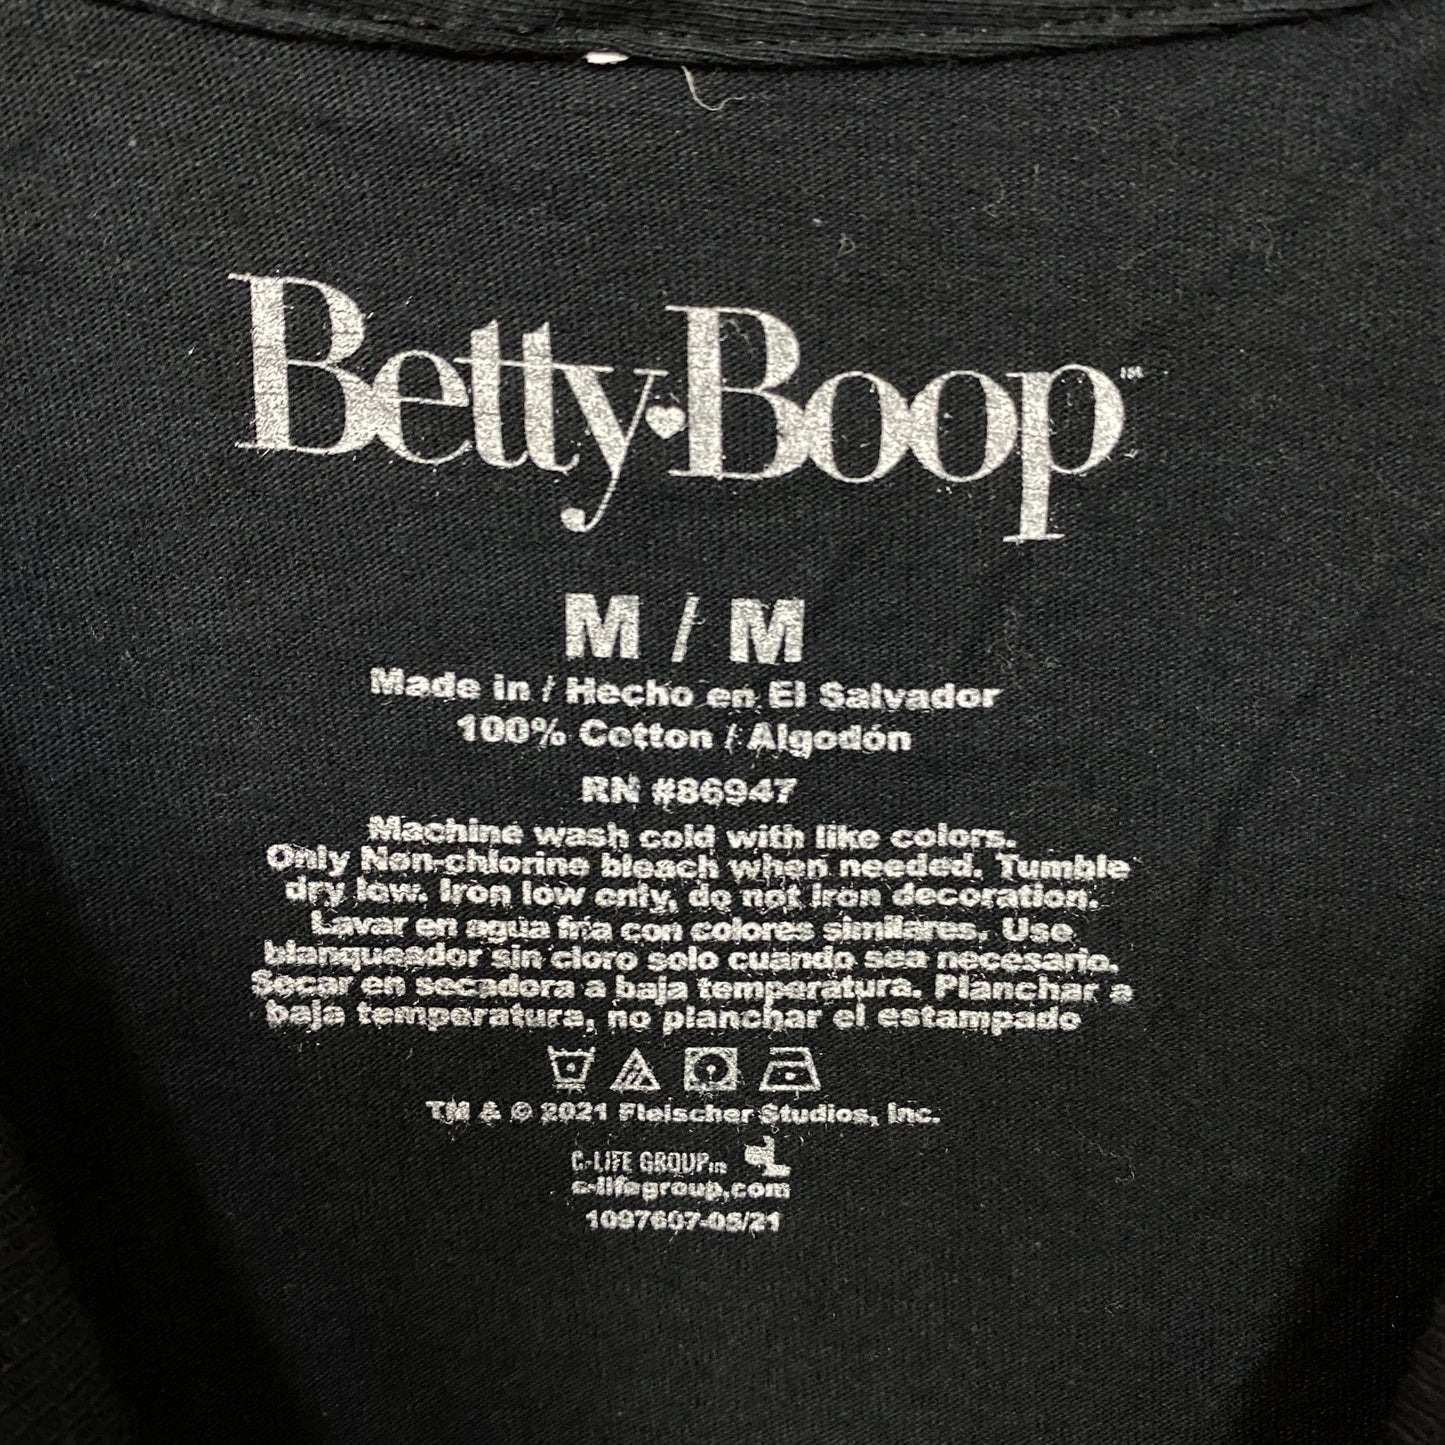 Betty Boop™
M / M
Made in / Hecho en El Salvador
100% Cotton / Algodón
RN #86947
Machine wash cold with like colors.
Only Non-chlorine bleach when needed. Tumble
dry low. Iron low only, do not iron decoration.
Lavar en agua fria con colores similares. Use
blanqueador sin cloro solo cuando sea necesario.
Secar en secadora a baja temperatura. Planchar a
baja temperatura, no planchar el estampado
TM & © 2021 Fleischer Studios, Inc.
C-LIFE GROUP LTD
c-lifegroup.com
1097607-05/21